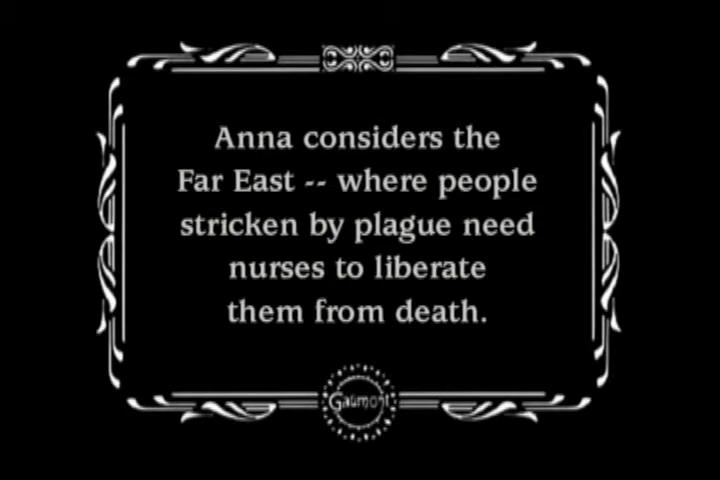 Anna considers the
Far East -- where people
stricken by plague need
nurses to liberate
them from death.
Gaumont